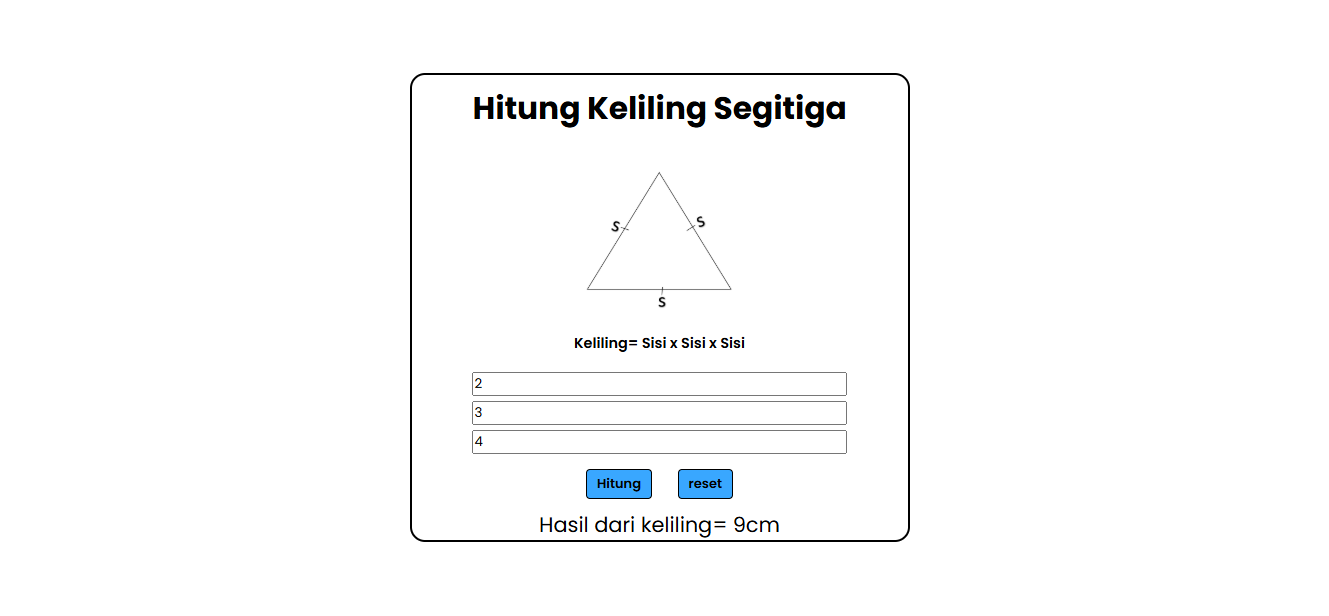 Hitung Keliling Segitiga
S
S
S
Keliling= Sisi x Sisi x Sisi
2
3
4
Hitung reset
Hasil dari keliling= 9cm